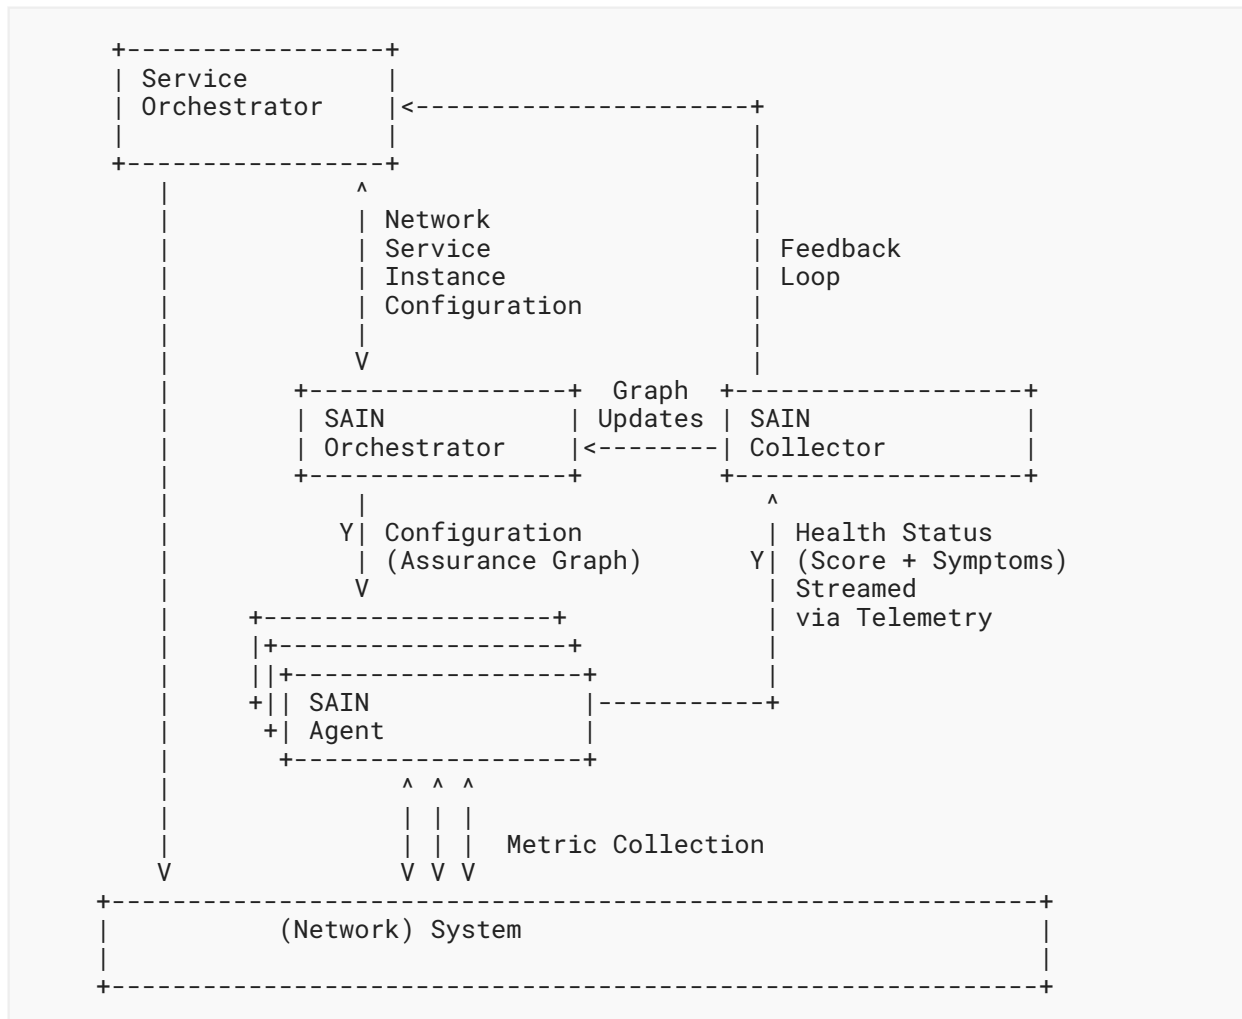 +-----------------+
| Service         |
| Orchestrator    |<----------------------+
|                 |                       |
+-----------------+                       |
   |            ^                         |
   |            | Network                 |
   |            | Service                 | Feedback
   |            | Instance                | Loop
   |            | Configuration           |
   |            |                         |
   |            V                         |
   |        +-----------------+  Graph  +-------------------+
   |        | SAIN            | Updates | SAIN              |
   |        | Orchestrator    |<--------| Collector         |
   |        +-----------------+         +-------------------+
   |            |                          ^
   |           Y| Configuration            | Health Status
   |            | (Assurance Graph)       Y| (Score + Symptoms)
   |            V                          | Streamed
   |     +-------------------+             | via Telemetry
   |     |+-------------------+            |
   |     ||+-------------------+           |
   |     +|| SAIN              |-----------+
   |      +| Agent             |
   |       +-------------------+
   |               ^ ^ ^
   |               | | |
   |               | | |  Metric Collection
   V               V V V
+-------------------------------------------------------------+
|           (Network) System                                  |
|                                                             |
+-------------------------------------------------------------+